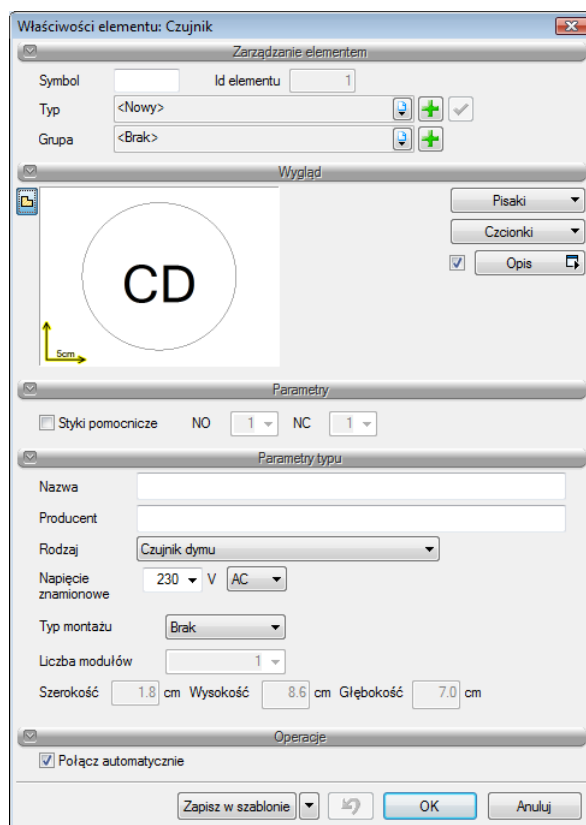 Właściwości elementu: Czujnik
Zarządzanie elementem
Symbol Id elementu 1
Typ <Nowy>
Grupa <Brak>
Wygląd
Pisaki
Czcionki
Opis
CD
5cm
Parametry
Styki pomocnicze NO 1 NC 1
Parametry typu
Nazwa
Producent
Rodzaj Czujnik dymu
Napięcie
znamionowe 230 V AC
Typ montażu Brak
Liczba modułów 1
Szerokość 1.8 cm Wysokość 8.6 cm Głębokość 7.0 cm
Operacje
Połącz automatycznie
Zapisz w szablonie OK Anuluj